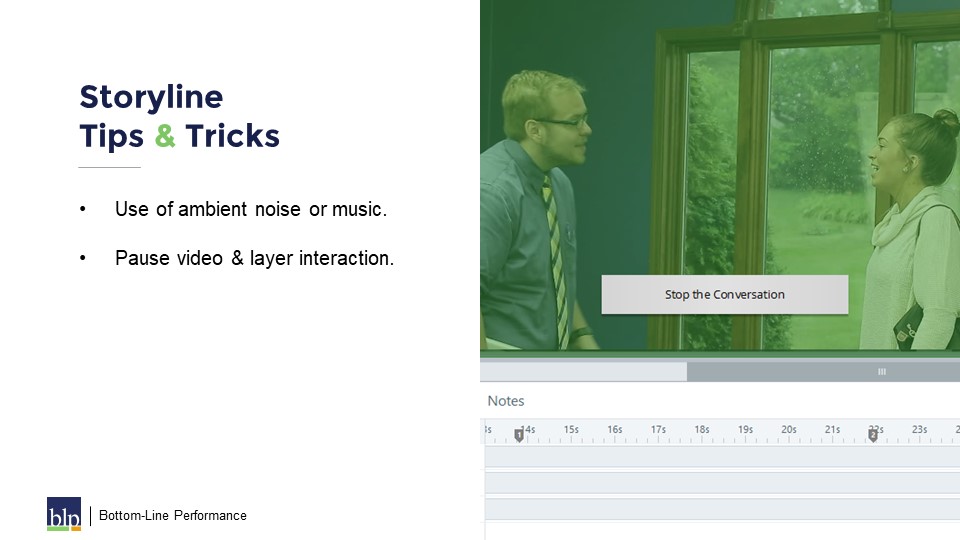 Storyline
Tips & Tricks
• Use of ambient noise or music.
• Pause video & layer interaction.
Stop the Conversation
Notes
14s 15s 16s 17s 18s 19s 20s 21s 22s 23s
1 2
blp
Bottom-Line Performance